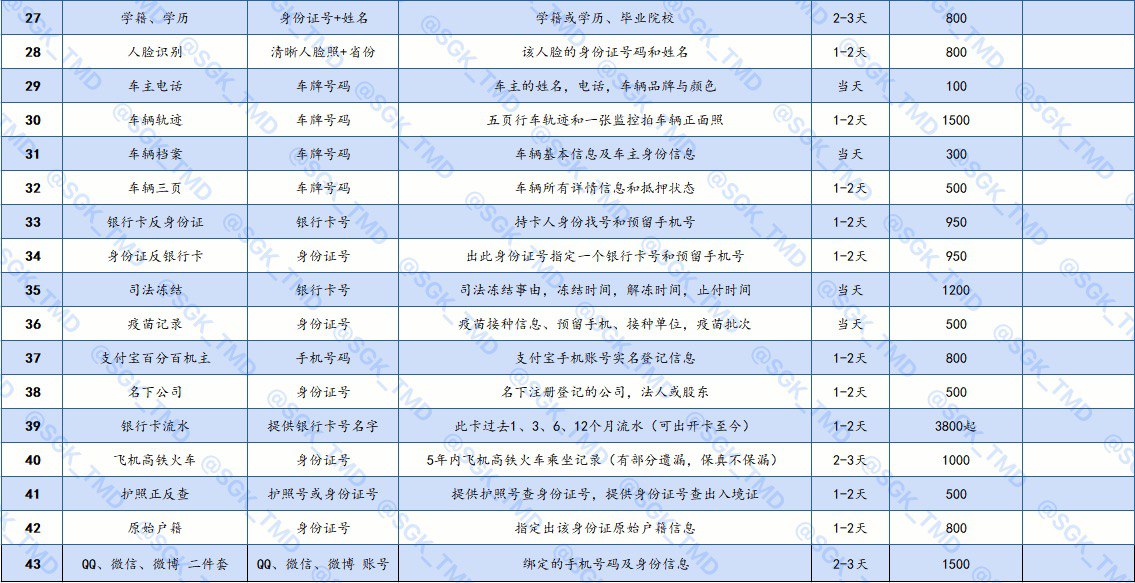 27 学籍、学历 身份证号+姓名 学籍或学历、毕业院校 2-3天 800
28 人脸识别 清晰人脸照+省份 该人脸的身份证号码和姓名 1-2天 800
29 车主电话 车牌号码 车主的姓名，电话，车辆品牌与颜色 当天 100
30 车辆轨迹 车牌号码 五页行车轨迹和一张监控拍车辆正面照 1-2天 1500
31 车辆档案 车牌号码 车辆基本信息及车主身份信息 当天 300
32 车辆三页 车牌号码 车辆所有详情信息和抵押状态 1-2天 500
33 银行卡反身份证 银行卡号 持卡人身份找号和预留手机号 1-2天 950
34 身份证反银行卡 身份证号 出此身份证号指定一个银行卡号和预留手机号 1-2天 950
35 司法冻结 银行卡号 司法冻结事由，冻结时间，解冻时间，止付时间 当天 1200
36 疫苗记录 身份证号 疫苗接种信息、预留手机、接种单位，疫苗批次 当天 500
37 支付宝百分百机主 手机号码 支付宝手机账号实名登记信息 1-2天 800
38 名下公司 身份证号 名下注册登记的公司，法人或股东 1-2天 500
39 银行卡流水 提供银行卡号名字 此卡过去1、3、6、12个月流水（可出开卡至今） 1-2天 3800起
40 飞机高铁火车 身份证号 5年内飞机高铁火车乘坐记录（有部分遗漏，保真不保漏） 2-3天 1000
41 护照正反查 护照号或身份证号 提供护照号查身份证号，提供身份证号查出入境证 1-2天 500
42 原始户籍 身份证号 指定出该身份证原始户籍信息 1-2天 800
43 QQ、微信、微博 二件套 QQ、微信、微博 账号 绑定的手机号码及身份信息 2-3天 1500
@SGK_TMD